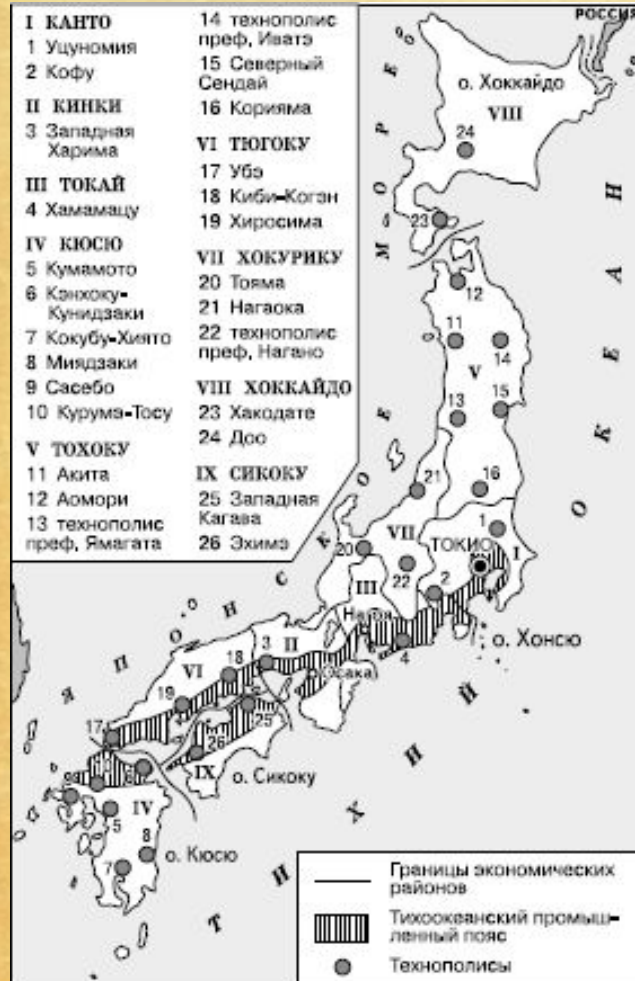 I КАНТО
1 Уцуномия
2 Кофу
II КИНКИ
3 Западная
Харима
III ТОКАЙ
4 Хамамацу
IV КЮСЮ
5 Кумамото
6 Кэнхоку-
Кунидзаки
7 Кокубу-Хиято
8 Миядзаки
9 Сасебо
10 Курумэ-Тосу
V ТОХОКУ
11 Акита
12 Аомори
13 технополис
преф, Ямагата
14 технополис
преф, Иватэ
15 Северный
Сендай
16 Корияма
VI ТЮГОКУ
17 Убэ
18 Киби-Когэн
19 Хиросима
VII ХОКУРИКУ
20 Тояма
21 Нагаока
22 технополис
преф, Нагано
VIII ХОККАЙДО
23 Хакодате
24 Доо
IX СИКОКУ
25 Западная
Кагава
26 Эхимэ
РОССИЯ
о. Хоккайдо
VIII
24
23
12
11
14
V
13
15
16
21
1
VII
ТОКИО
I
20
22
2
III
Нагоя
4
о. Хонсю
3
II
Осака
VI
18
19
25
17
26
IX
о. Сикоку
6
9
5
IV
8
о. Кюсю
7
ЯПОНСКОЕ МОРЕ
ТИХИЙ ОКЕАН
Границы экономических
районов
Тихоокеанский промыш-
ленный пояс
Технополисы